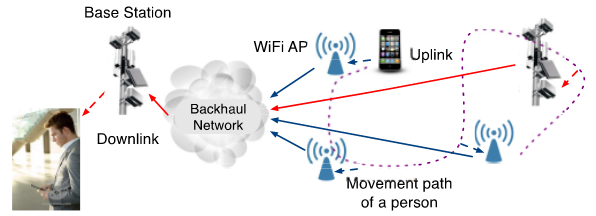 Base Station
WiFi AP
Uplink
Backhaul
Network
Downlink
Movement path
of a person